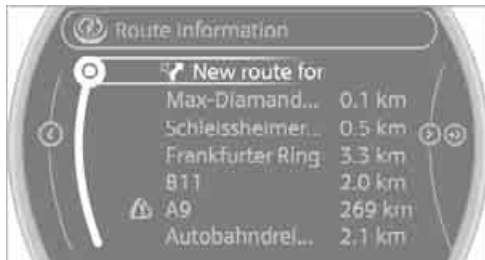 Route information
New route for
Max-Diamand... 0.1 km
Schleissheimer... 0.5 km
Frankfurter Ring 3.3 km
B11 2.0 km
A9 269 km
Autobahndrei... 2.1 km